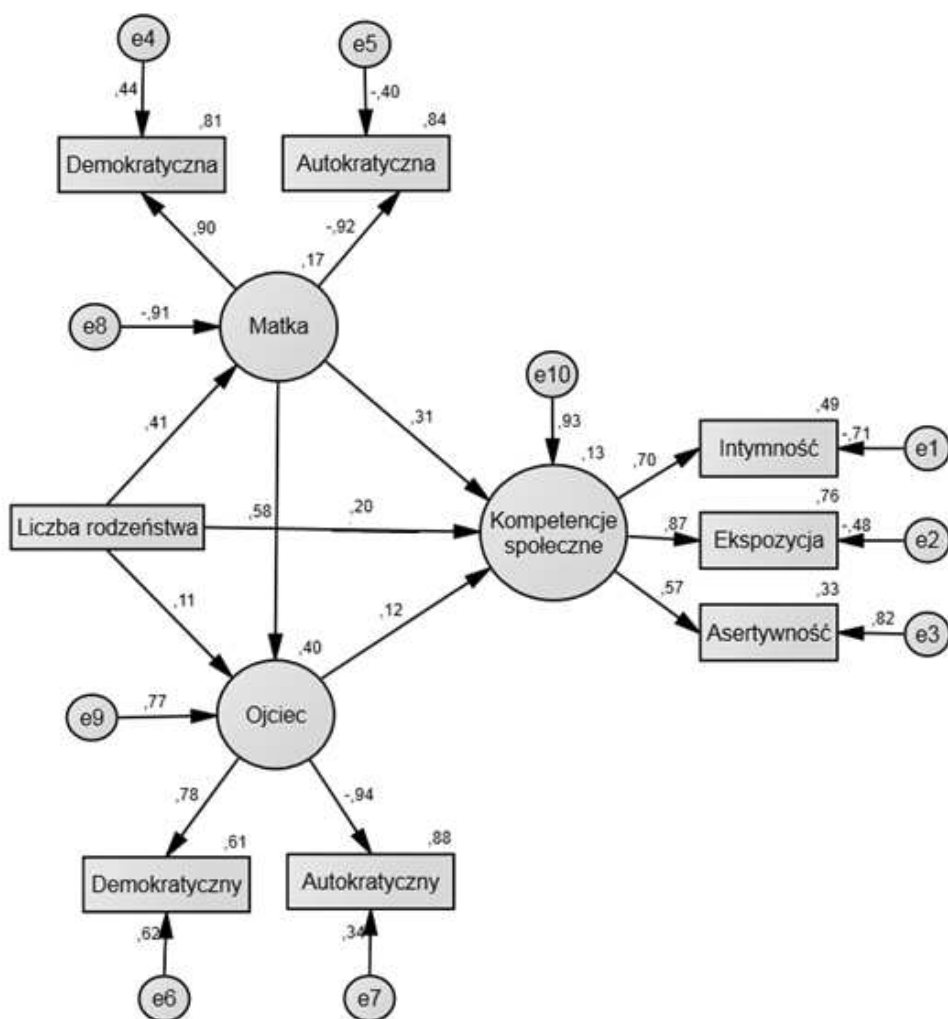 e4
e5
,44
-,40
,81
,84
Demokratyczna
Autokratyczna
,90
-,92
,17
e8
-,91
Matka
e10
,41
,31
,93
,49
,13
,70
Intymność
-,71
e1
Liczba rodzeństwa
,58
,20
Kompetencje
społeczne
,76
,87
Ekspozycja
-,48
e2
,11
,12
,57
,33
Asertywność
,82
e3
,40
e9
,77
Ojciec
,78
-,94
,61
,88
Demokratyczny
Autokratyczny
,62
,34
e6
e7